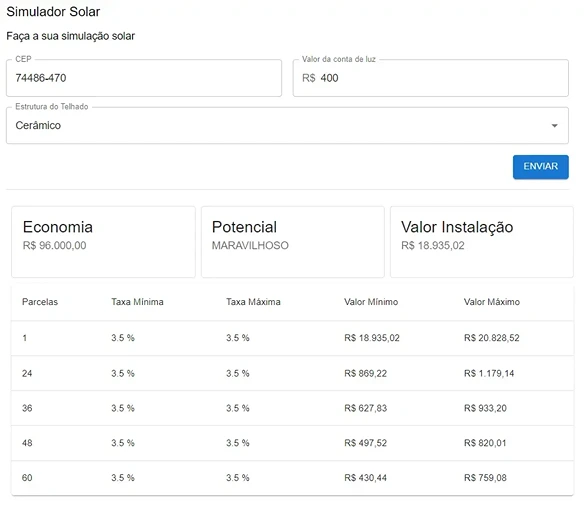 Simulador Solar
Faça a sua simulação solar
CEP
74486-470
Valor da conta de luz
R$ 400
Estrutura do Telhado
Cerâmico
ENVIAR
Economia
R$ 96.000,00
Potencial
MARAVILHOSO
Valor Instalação
R$ 18.935,02
Parcelas Taxa Mínima Taxa Máxima Valor Mínimo Valor Máximo
1 3.5 % 3.5 % R$ 18.935,02 R$ 20.828,52
24 3.5 % 3.5 % R$ 869,22 R$ 1.179,14
36 3.5 % 3.5 % R$ 627,83 R$ 933,20
48 3.5 % 3.5 % R$ 497,52 R$ 820,01
60 3.5 % 3.5 % R$ 430,44 R$ 759,08